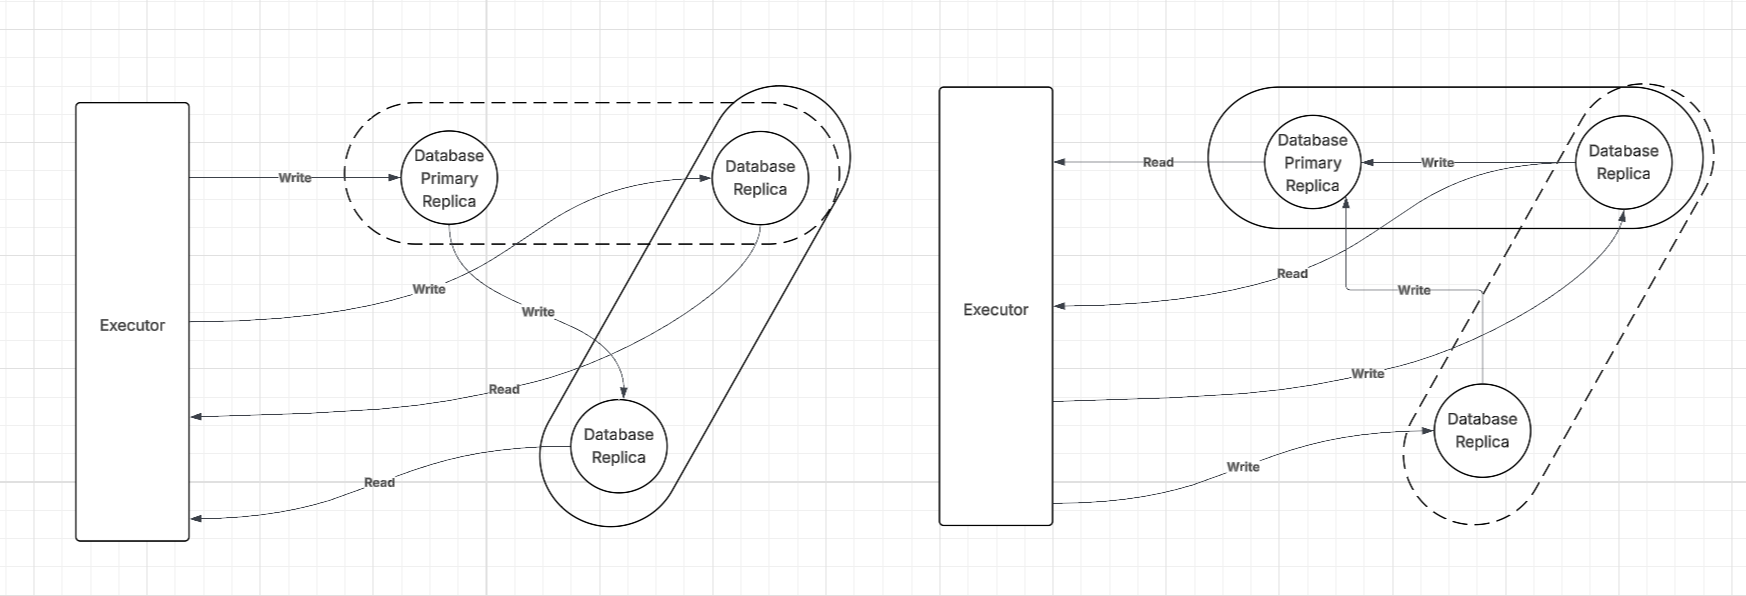 Executor
Write
Database
Primary
Replica
Database
Replica
Write
Write
Read
Database
Replica
Read
Executor
Read
Database
Primary
Replica
Write
Database
Replica
Read
Write
Write
Database
Replica
Write